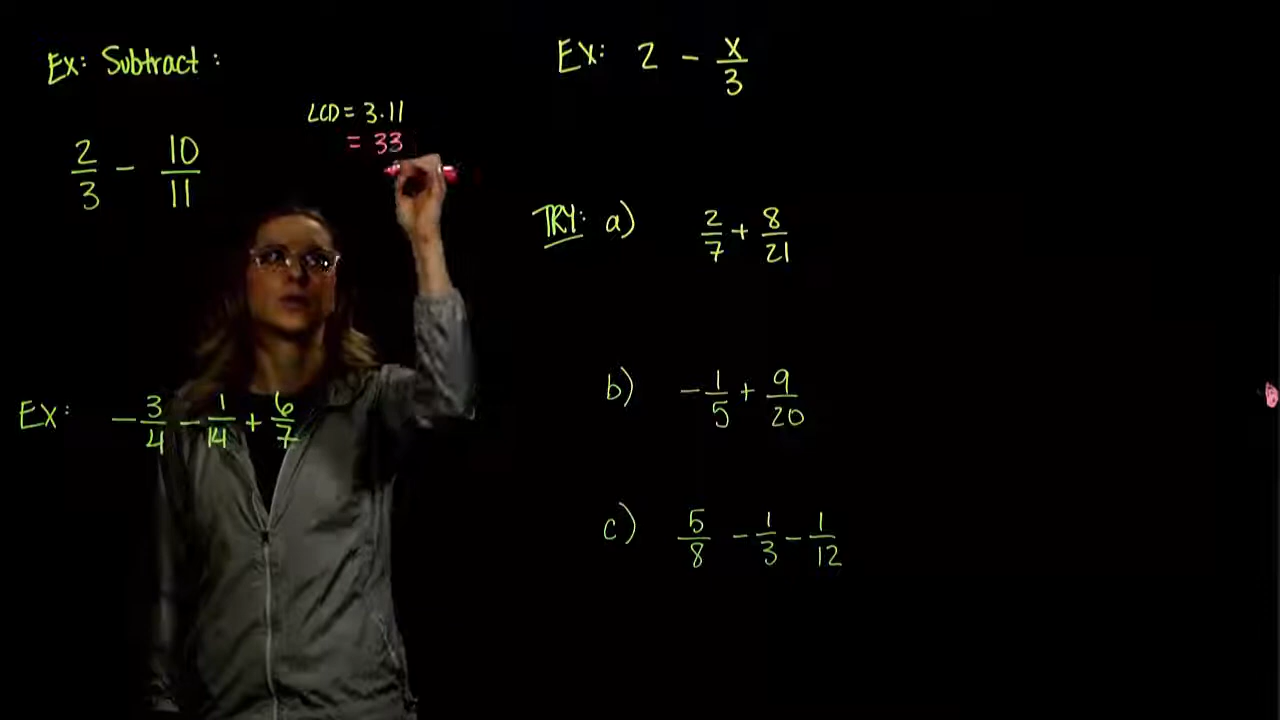 Ex: Subtract:
LCD = 3·11
= 33
2/3 - 10/11
Ex: -3/4 - 1/14 + 6/7
Ex: 2 - x/3
TRY: a) 2/7 + 8/21
b) -1/5 + 9/20
c) 5/8 - 1/3 - 1/12